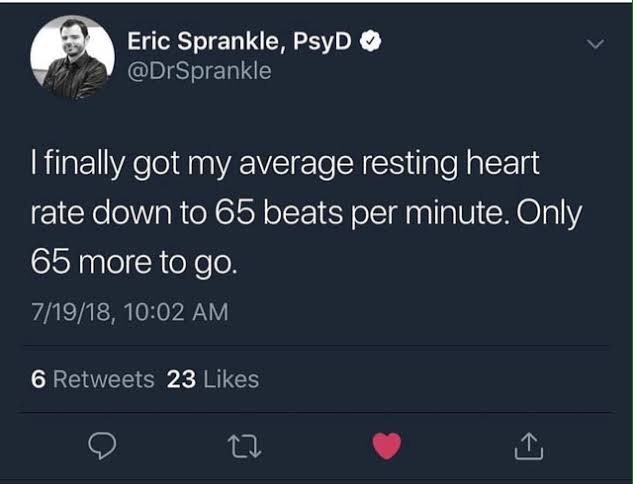 Eric Sprankle, PsyD
@DrSprankle
I finally got my average resting heart
rate down to 65 beats per minute. Only
65 more to go.
7/19/18, 10:02 AM
6 Retweets 23 Likes